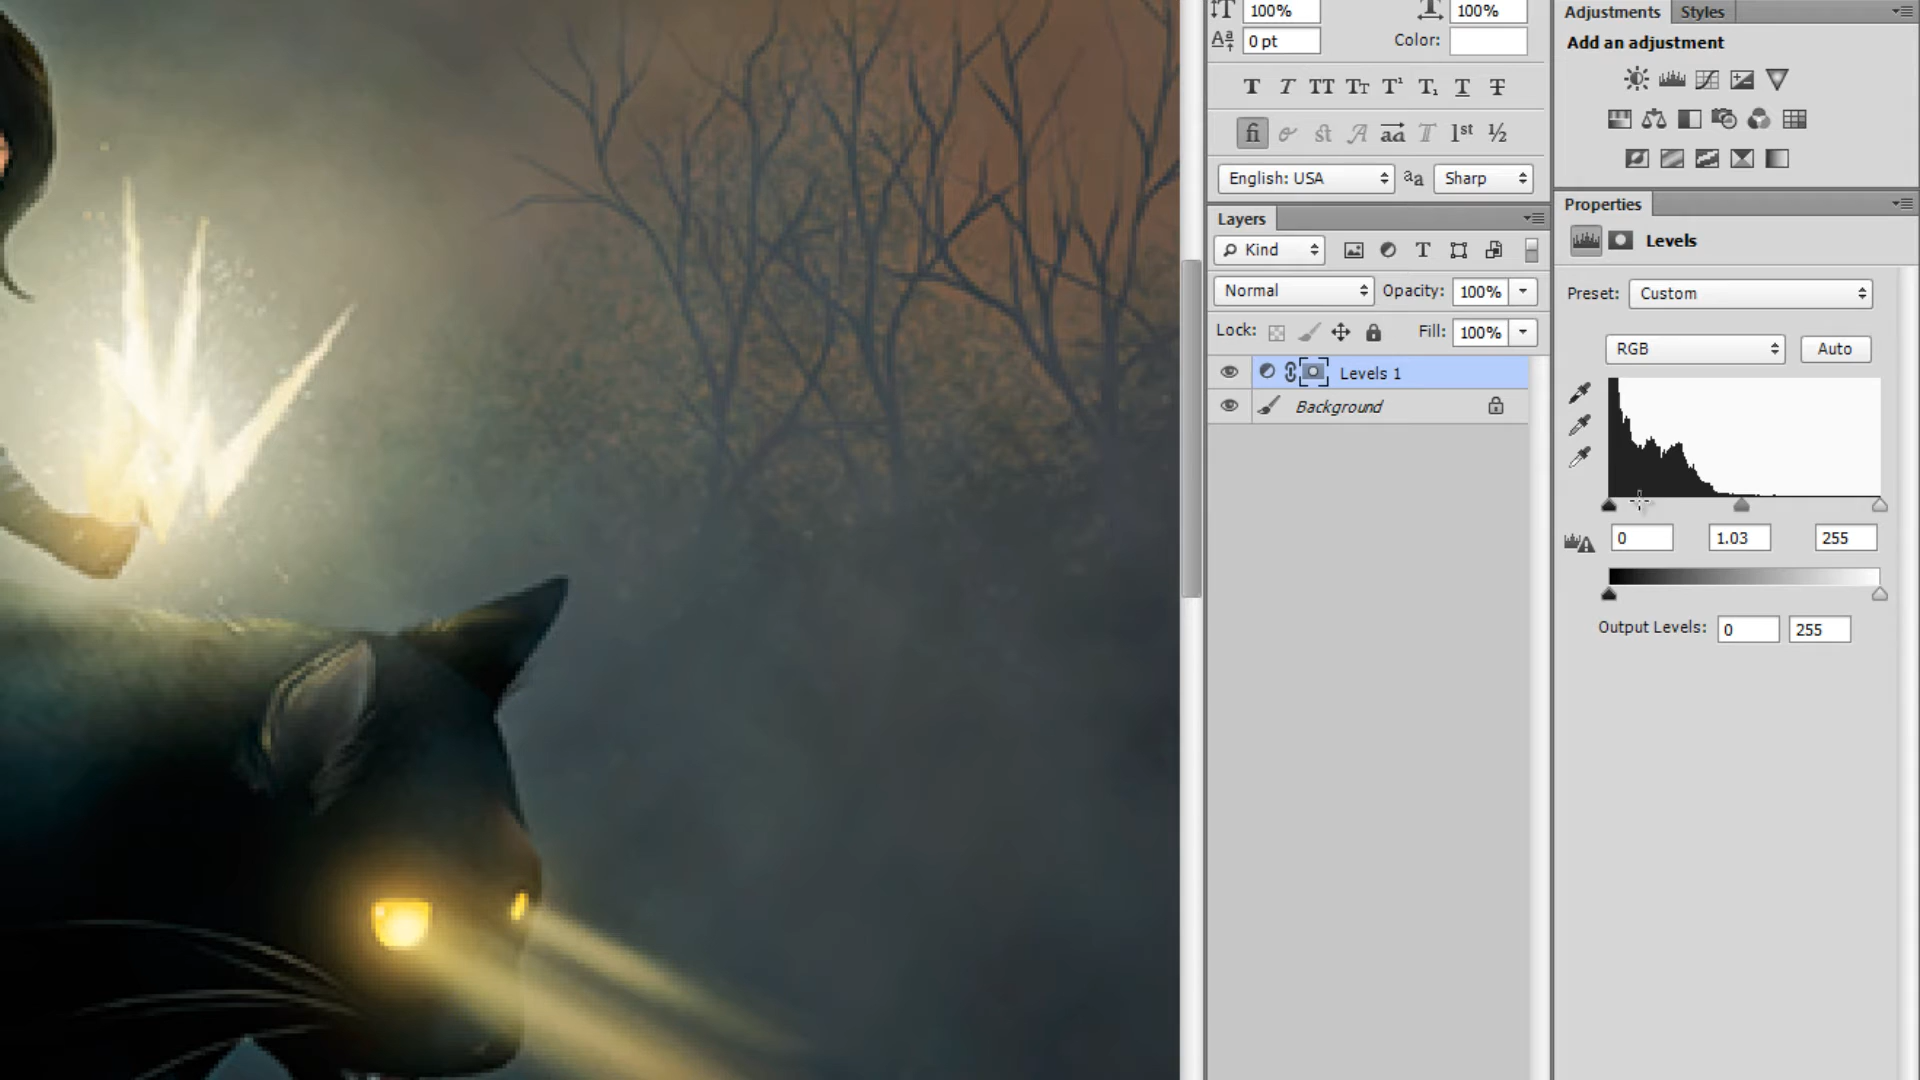 100% 100%
0 pt Color:
T T TT TT T¹ T₁ T T
fi st A aa T 1st ½
English: USA aa Sharp
Layers
Kind T
Normal Opacity: 100%
Lock: Fill: 100%
Levels 1
Background
Adjustments Styles
Add an adjustment
Properties
Levels
Preset: Custom
RGB Auto
0 1.03 255
Output Levels: 0 255